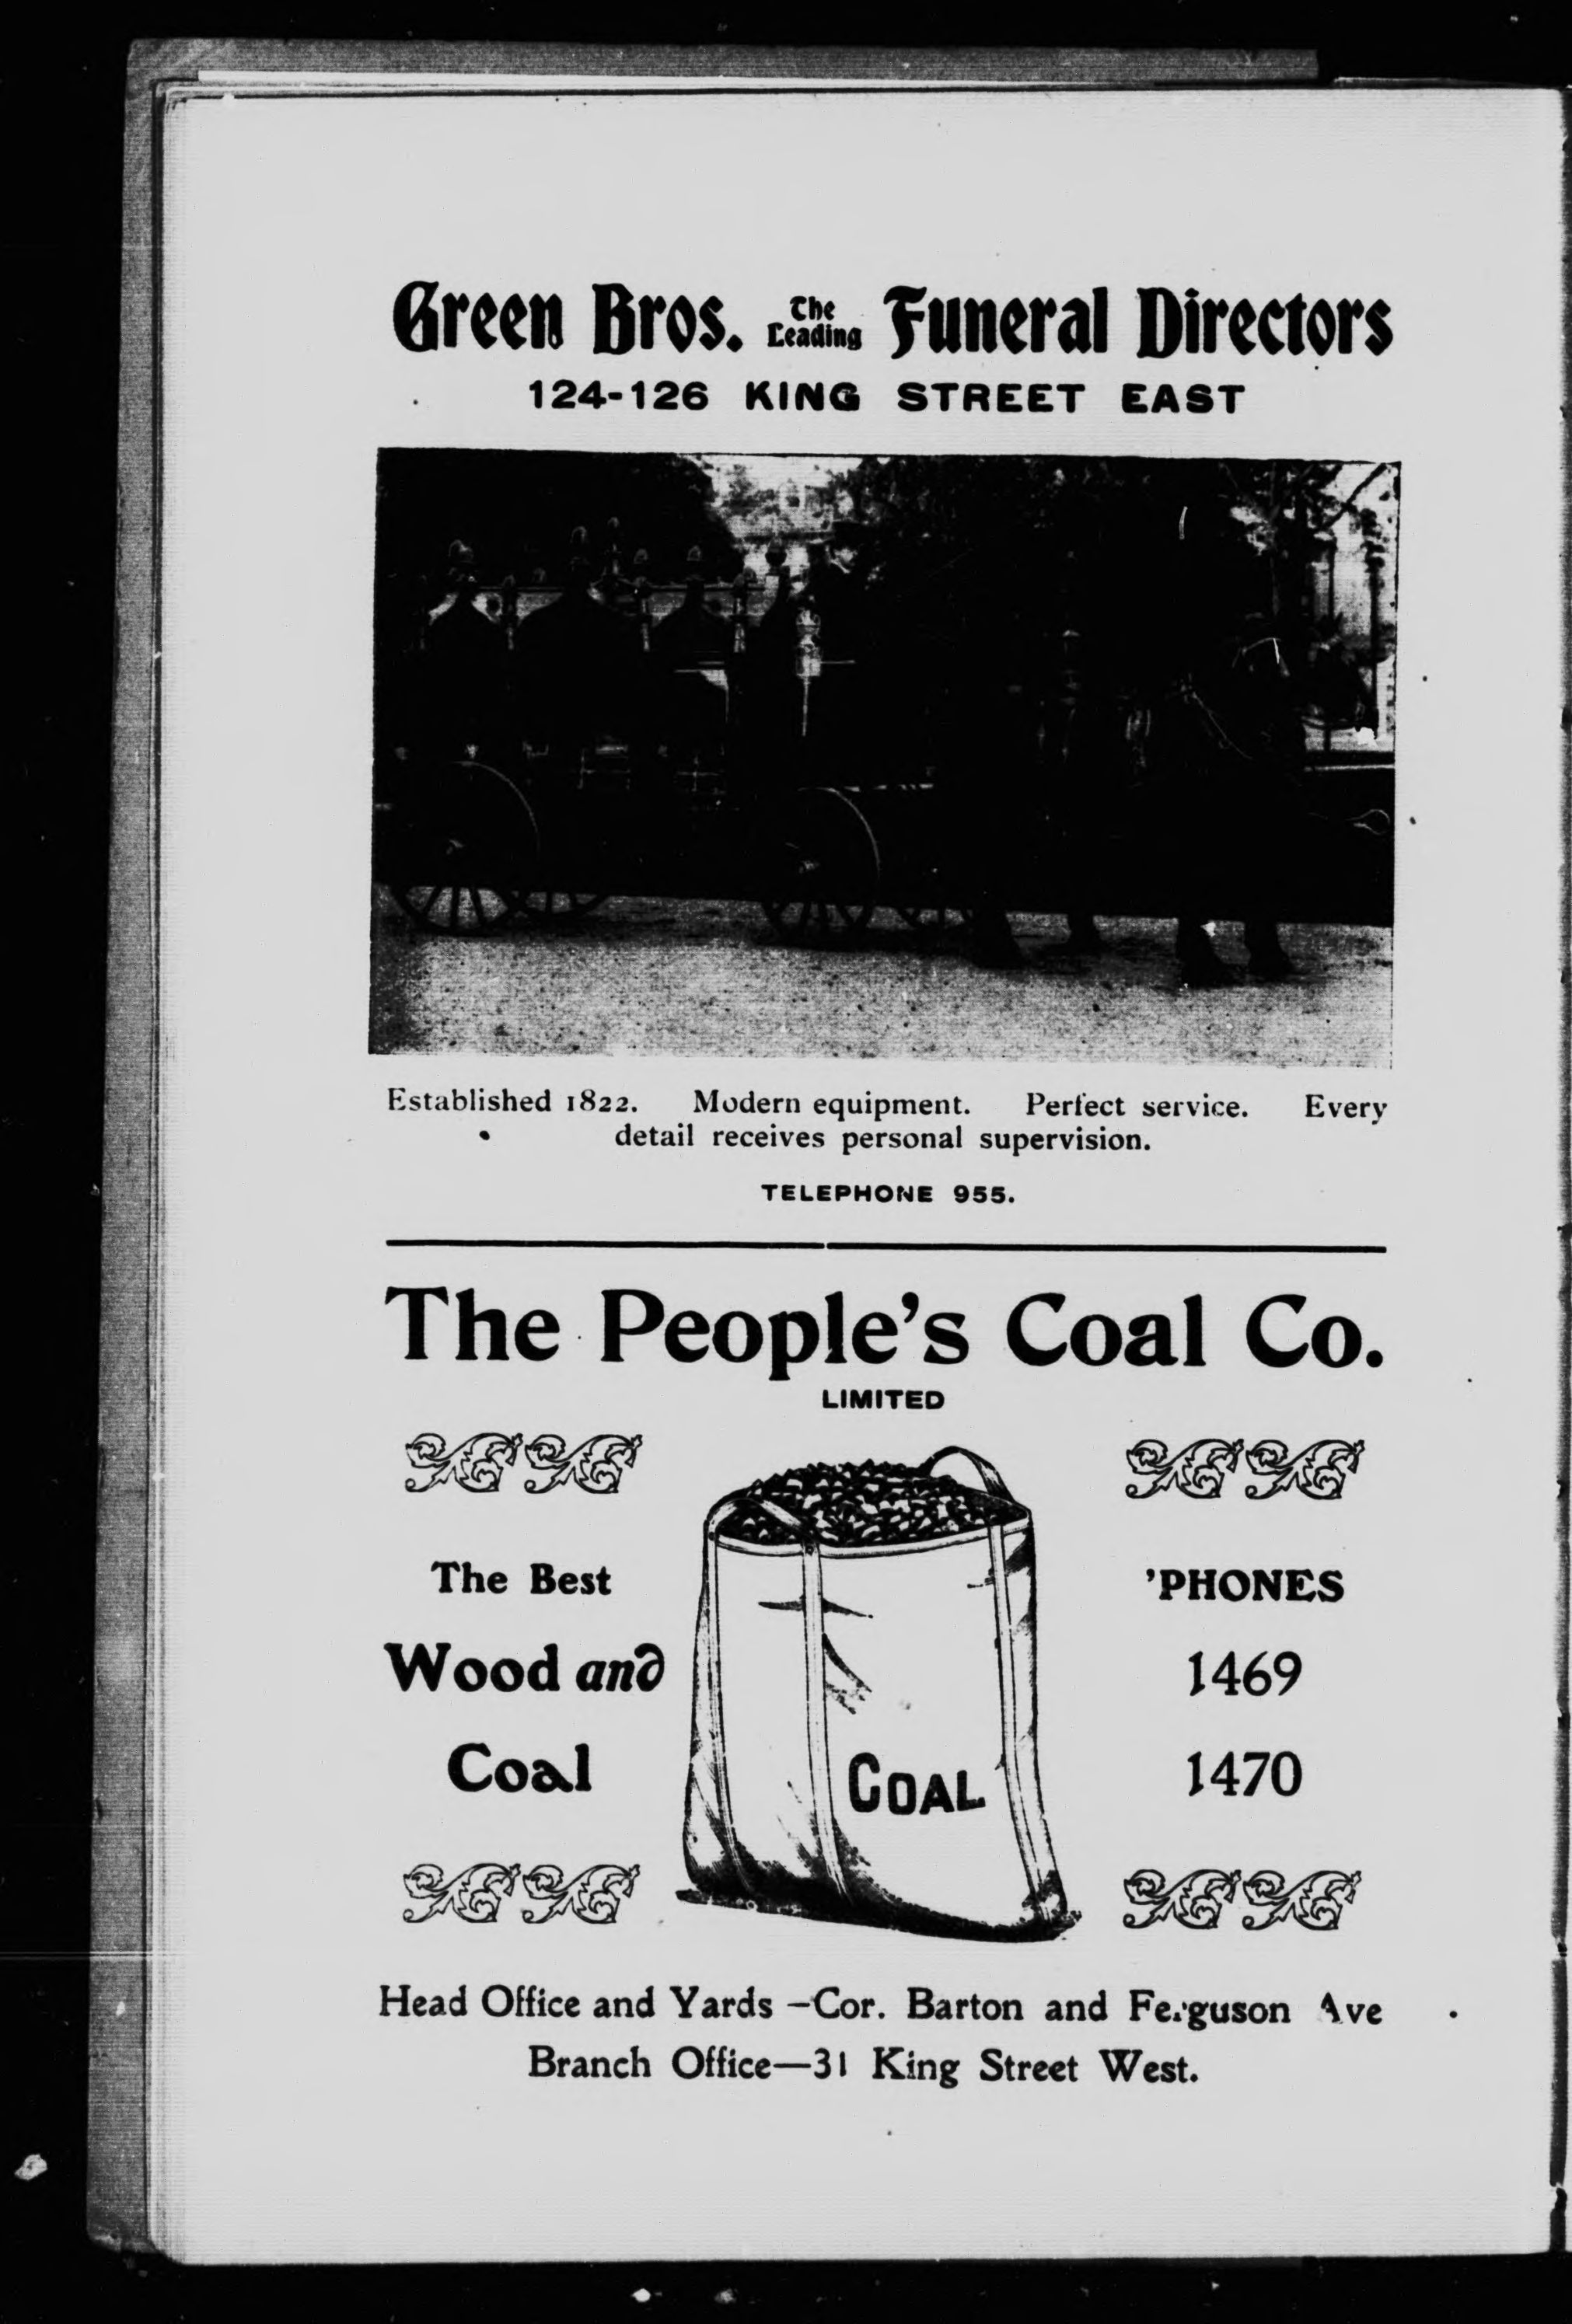 Green Bros. The Leading Funeral Directors
124-126 KING STREET EAST
Established 1822. Modern equipment. Perfect service. Every
detail receives personal supervision.
TELEPHONE 955.
The People's Coal Co.
LIMITED
The Best
Wood and
Coal
COAL
'PHONES
1469
1470
Head Office and Yards –Cor. Barton and Ferguson Ave
Branch Office—31 King Street West.